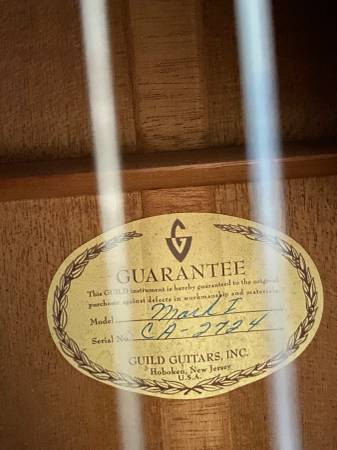 G
GUARANTEE
This GUILD instrument is hereby guaranteed to the original
purchaser against defects in workmanship and materials.
Model Mark I
Serial No. CA-2724
GUILD GUITARS, INC.
Hoboken, New Jersey
U.S.A.